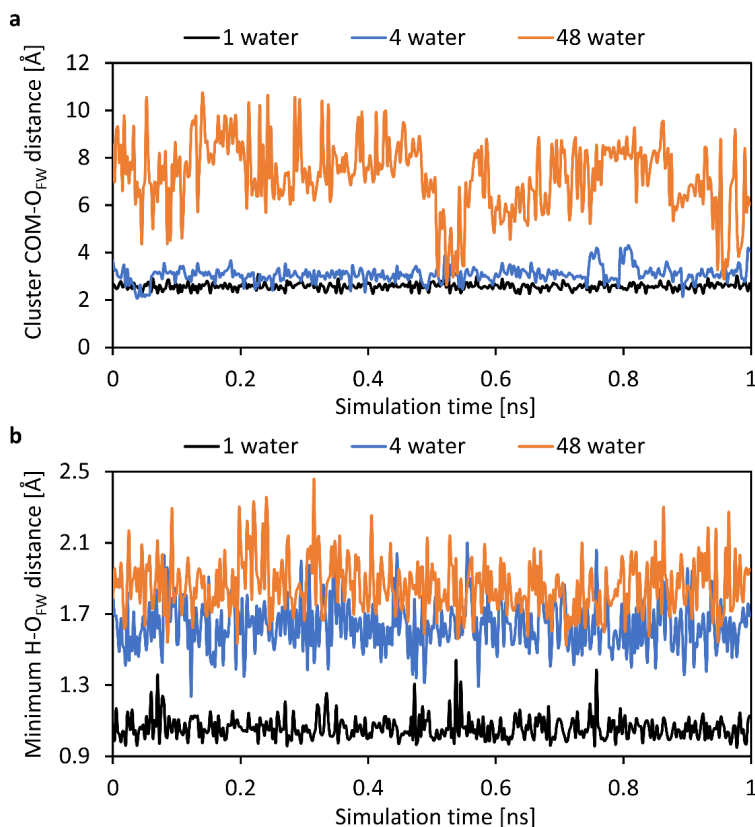 a
1 water 4 water 48 water
Cluster COM-O_FW distance [Å]
12
10
8
6
4
2
0
0 0.2 0.4 0.6 0.8 1
Simulation time [ns]
b
1 water 4 water 48 water
Minimum H-O_FW distance [Å]
2.5
2.1
1.7
1.3
0.9
0 0.2 0.4 0.6 0.8 1
Simulation time [ns]